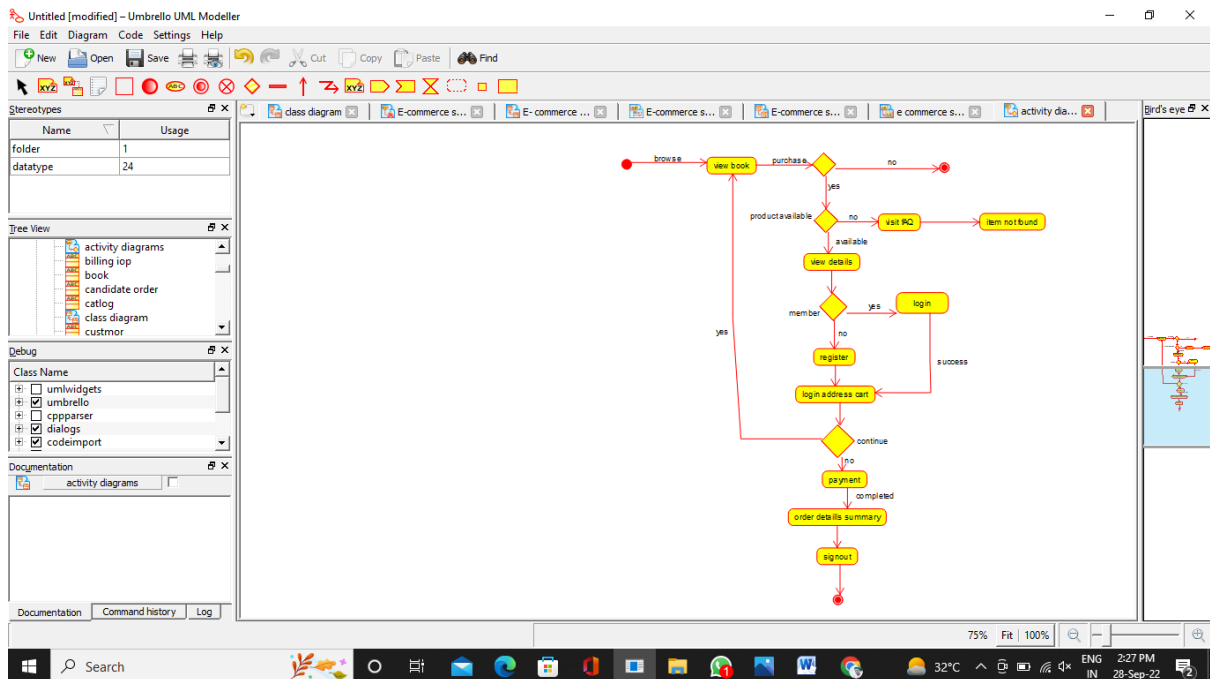 Untitled [modified] – Umbrello UML Modeller
File Edit Diagram Code Settings Help
New Open Save Cut Copy Paste Find
XYZ ABC XYZ
Stereotypes
Name Usage
folder 1
datatype 24
Tree View
activity diagrams
billing iop
book
candidate order
catlog
class diagram
custmor
Debug
Class Name
umlwidgets
umbrello
cppparser
dialogs
codeimport
Documentation
activity diagrams
Documentation Command history Log
class diagram E-commerce s... E- commerce ... E-commerce s... E-commerce s... e commerce s... activity dia...
browse view book purchase no
yes
product available no visit FAQ item not found
available
view details
member yes login
no
yes
register
success
login address cart
continue
no
payment
completed
order details summary
signout
Bird's eye
75% Fit 100%
Search
32°C ENG 2:27 PM
IN 28-Sep-22